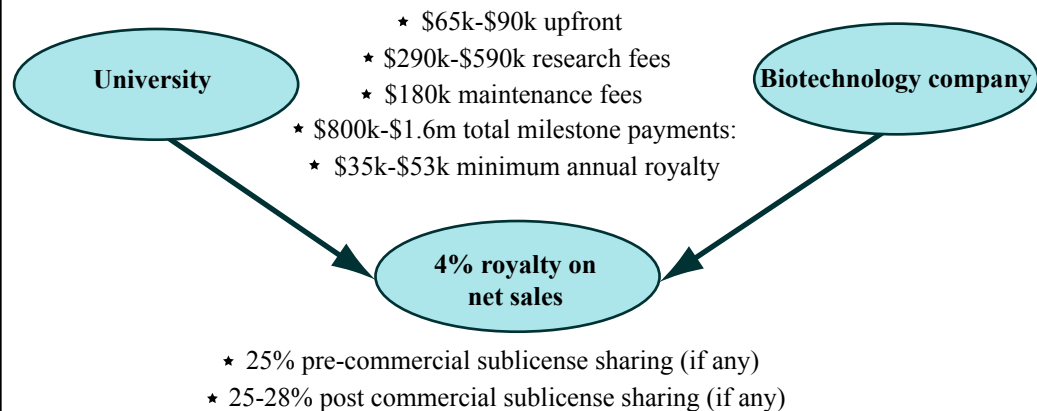 ★ $65k-$90k upfront
★ $290k-$590k research fees
★ $180k maintenance fees
★ $800k-$1.6m total milestone payments:
★ $35k-$53k minimum annual royalty
University
Biotechnology company
4% royalty on
net sales
★ 25% pre-commercial sublicense sharing (if any)
★ 25-28% post commercial sublicense sharing (if any)